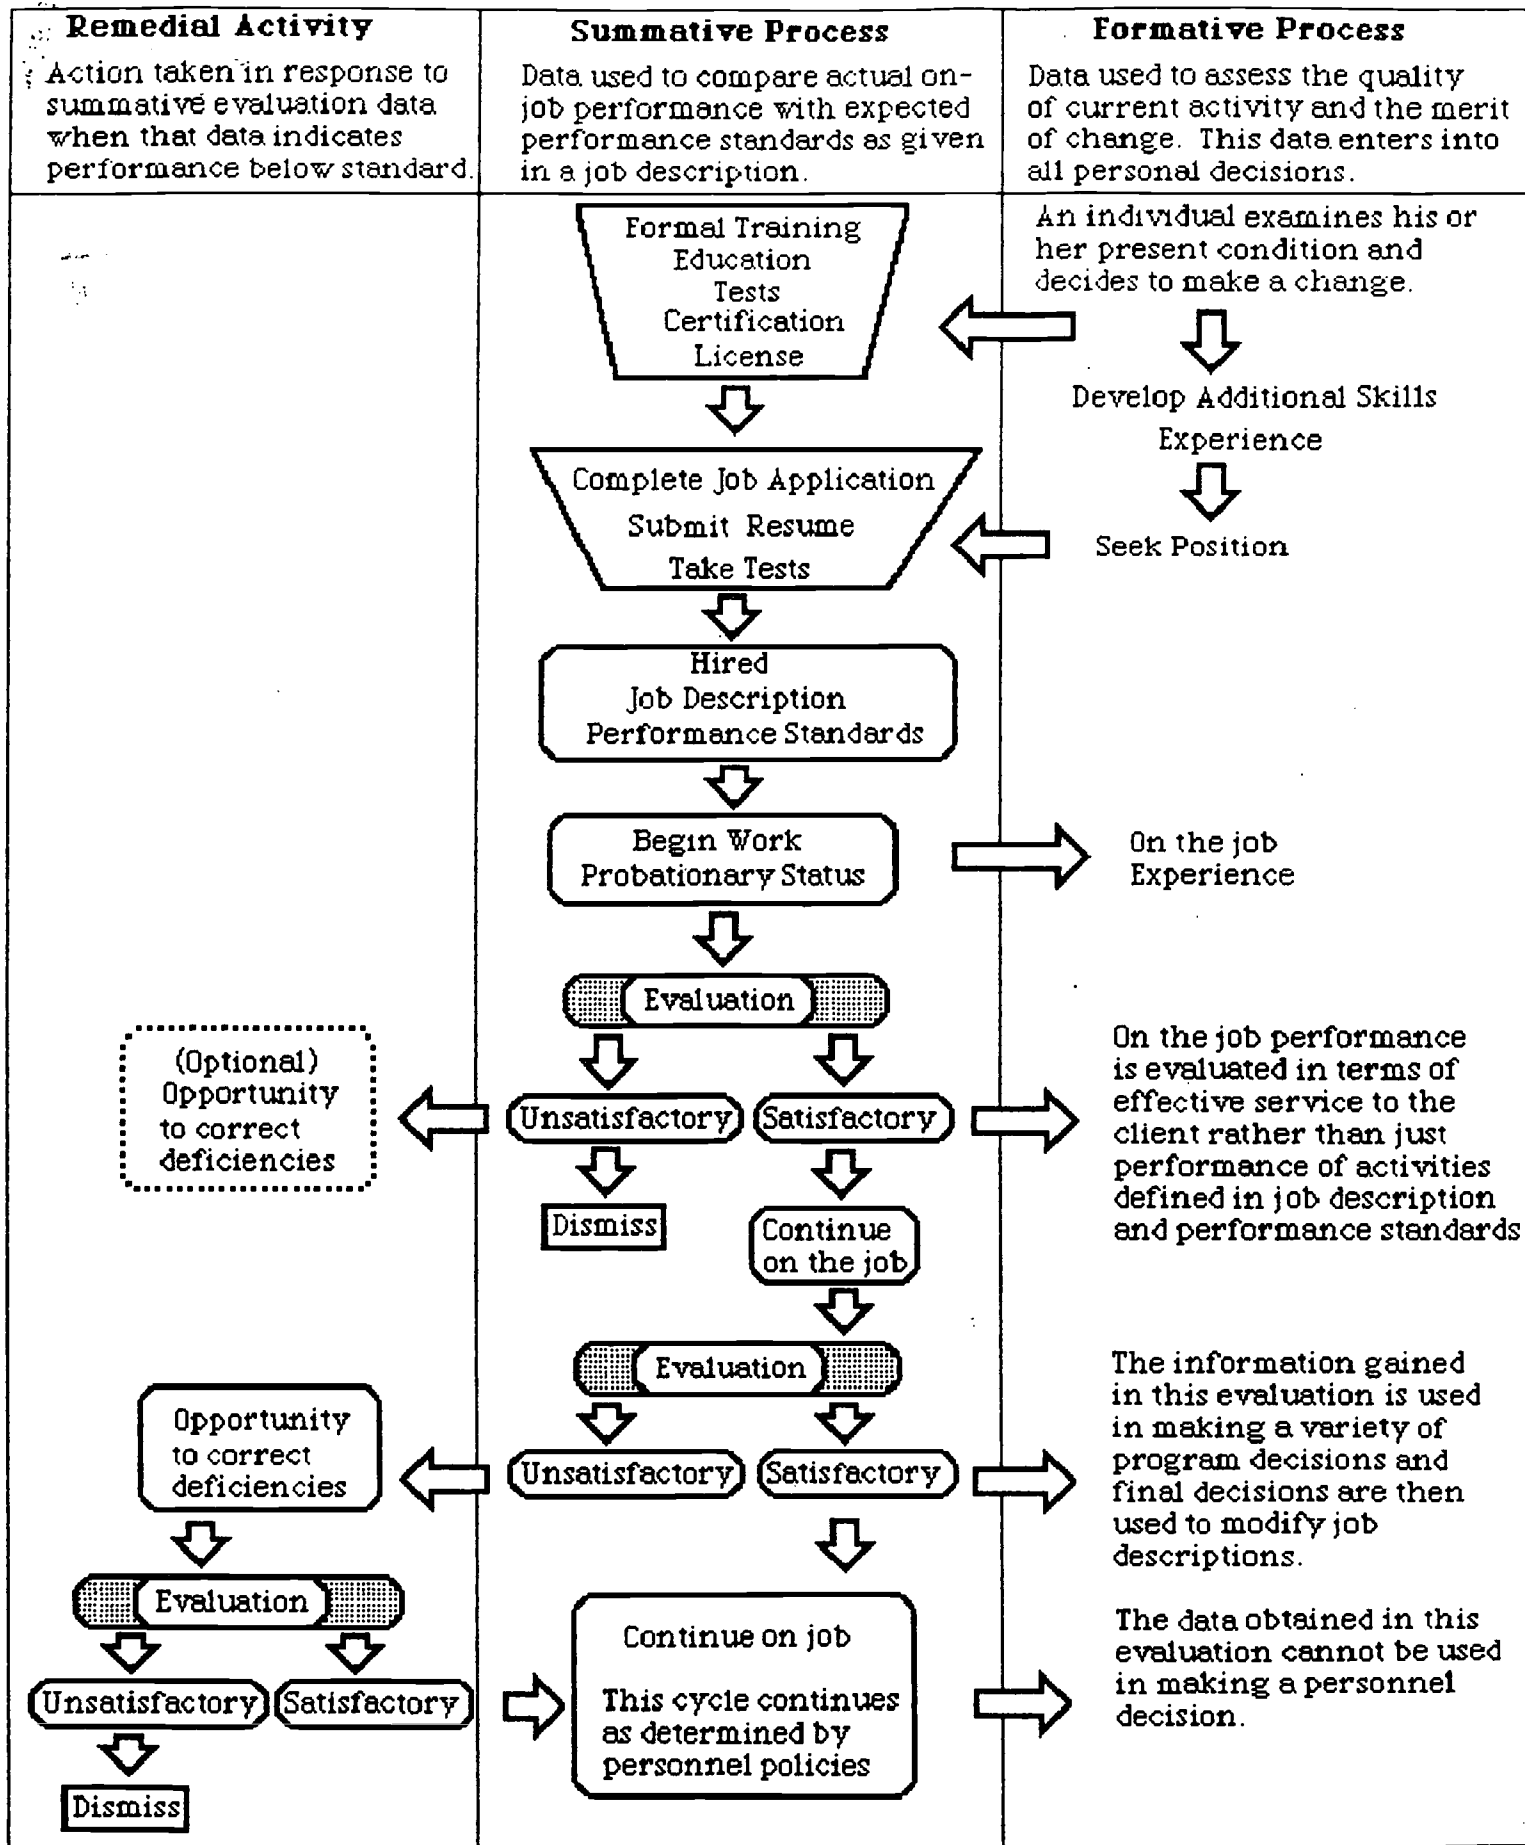 Remedial Activity
Action taken in response to
summative evaluation data
when that data indicates
performance below standard.
Summative Process
Data used to compare actual on-
job performance with expected
performance standards as given
in a job description.
Formative Process
Data used to assess the quality
of current activity and the merit
of change. This data enters into
all personal decisions.
Formal Training
Education
Tests
Certification
License
An individual examines his or
her present condition and
decides to make a change.
Develop Additional Skills
Experience
Complete Job Application
Submit Resume
Take Tests
Seek Position
Hired
Job Description
Performance Standards
Begin Work
Probationary Status
On the job
Experience
Evaluation
(Optional)
Opportunity
to correct
deficiencies
Unsatisfactory
Satisfactory
On the job performance
is evaluated in terms of
effective service to the
client rather than just
performance of activities
defined in job description
and performance standards
Dismiss
Continue
on the job
Evaluation
Opportunity
to correct
deficiencies
Unsatisfactory
Satisfactory
The information gained
in this evaluation is used
in making a variety of
program decisions and
final decisions are then
used to modify job
descriptions.
Evaluation
Unsatisfactory
Satisfactory
Dismiss
Continue on job
This cycle continues
as determined by
personnel policies
The data obtained in this
evaluation cannot be used
in making a personnel
decision.